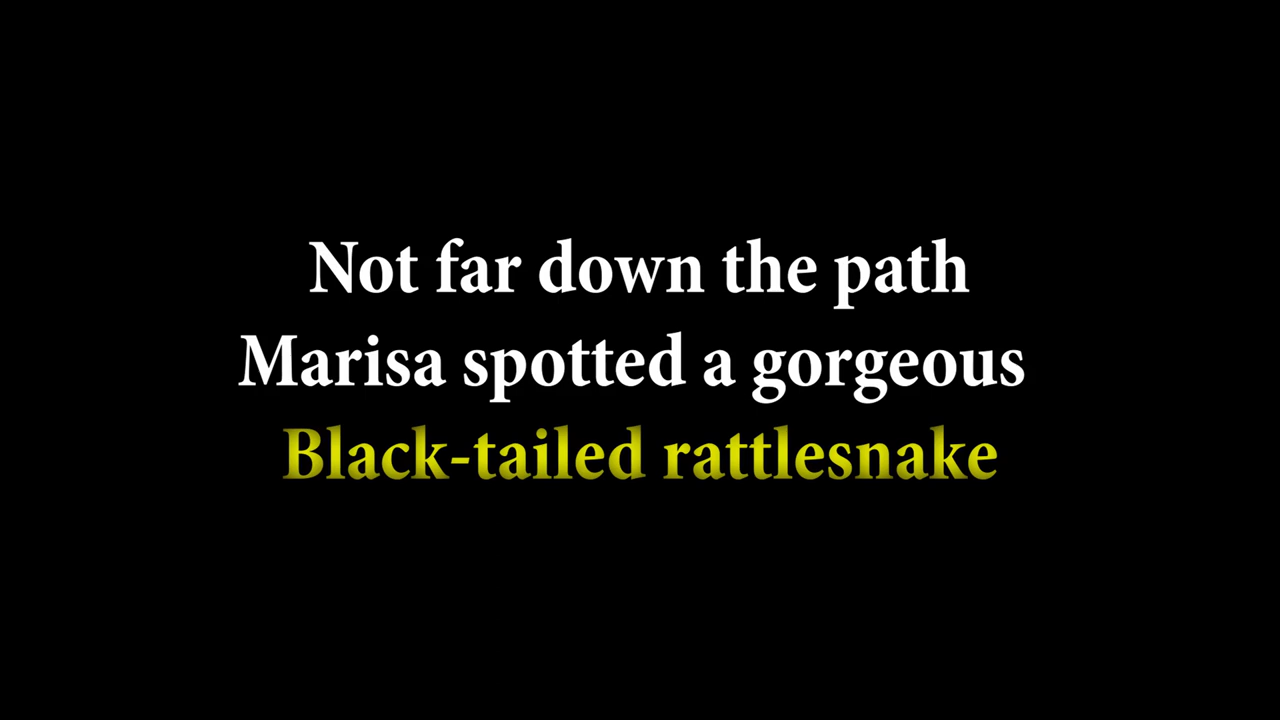 Not far down the path
Marisa spotted a gorgeous
Black-tailed rattlesnake